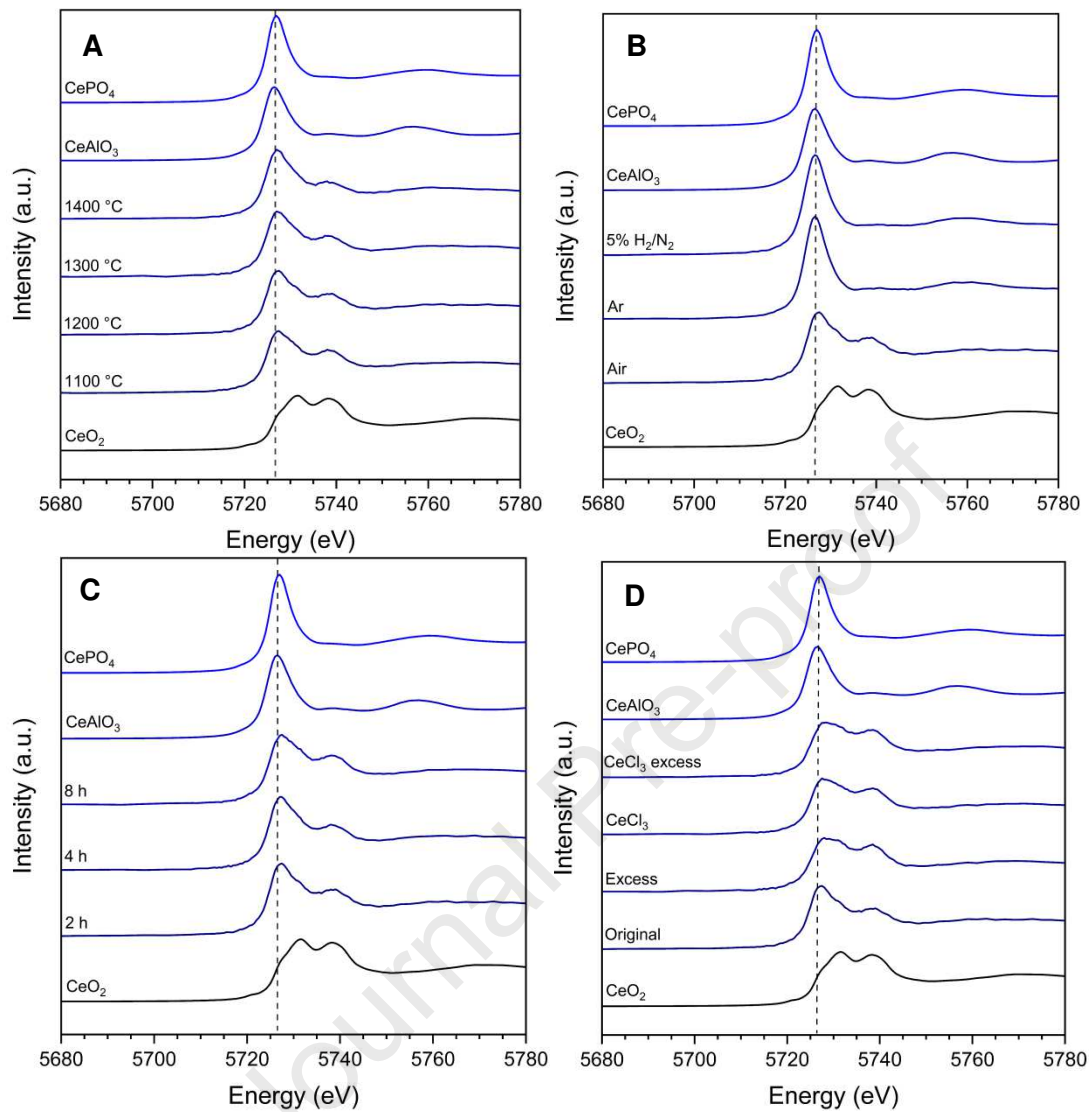 A
CePO4
CeAlO3
1400 °C
1300 °C
1200 °C
1100 °C
CeO2
Intensity (a.u.)
5680 5700 5720 5740 5760 5780
Energy (eV)
B
CePO4
CeAlO3
5% H2/N2
Ar
Air
CeO2
Intensity (a.u.)
5680 5700 5720 5740 5760 5780
Energy (eV)
C
CePO4
CeAlO3
8 h
4 h
2 h
CeO2
Intensity (a.u.)
5680 5700 5720 5740 5760 5780
Energy (eV)
D
CePO4
CeAlO3
CeCl3 excess
CeCl3
Excess
Original
CeO2
Intensity (a.u.)
5680 5700 5720 5740 5760 5780
Energy (eV)
Journal Pre-proof